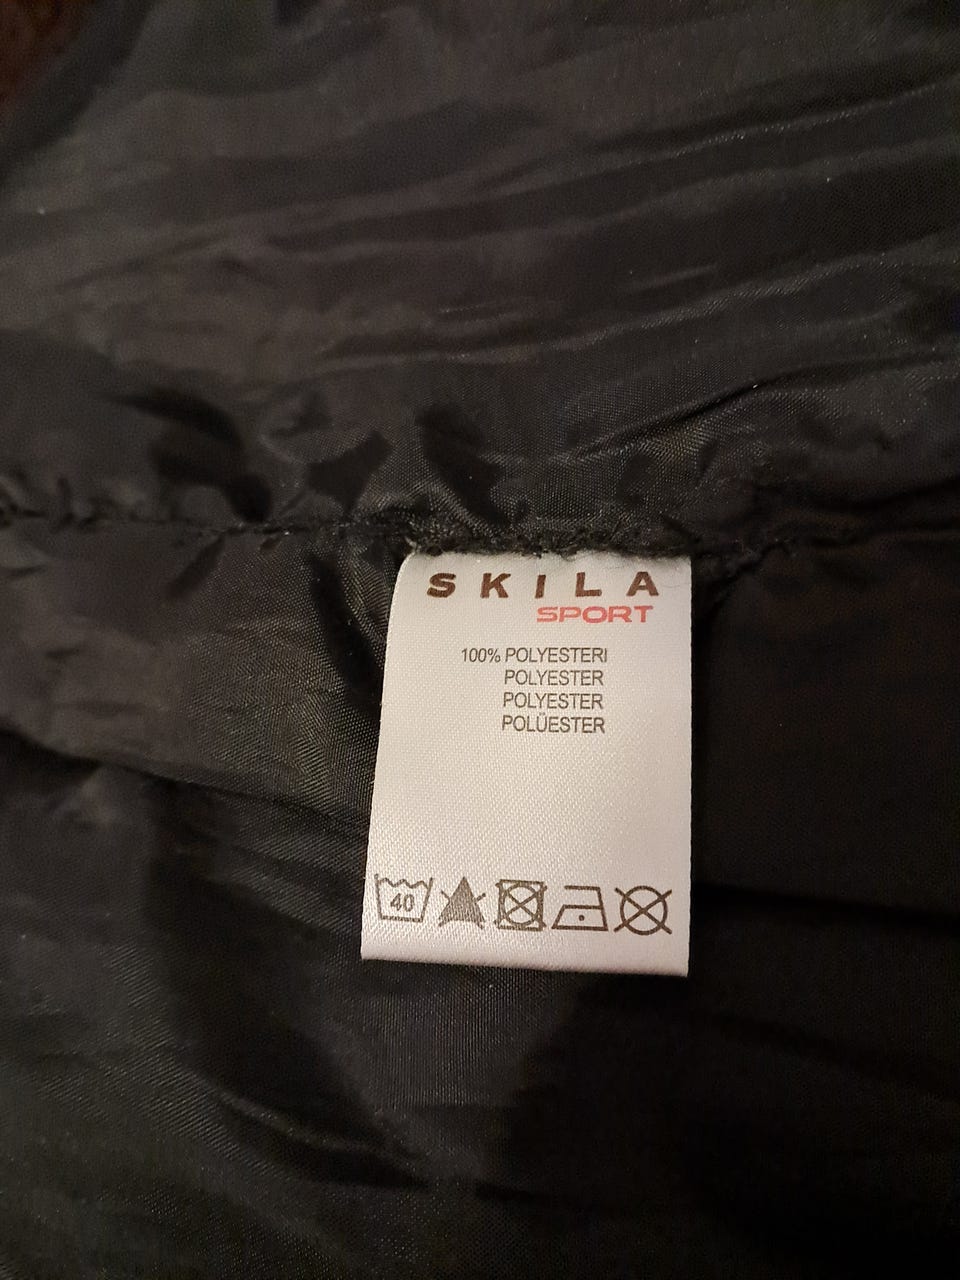 SKILA
SPORT
100% POLYESTERI
POLYESTER
POLYESTER
POLÜESTER
40